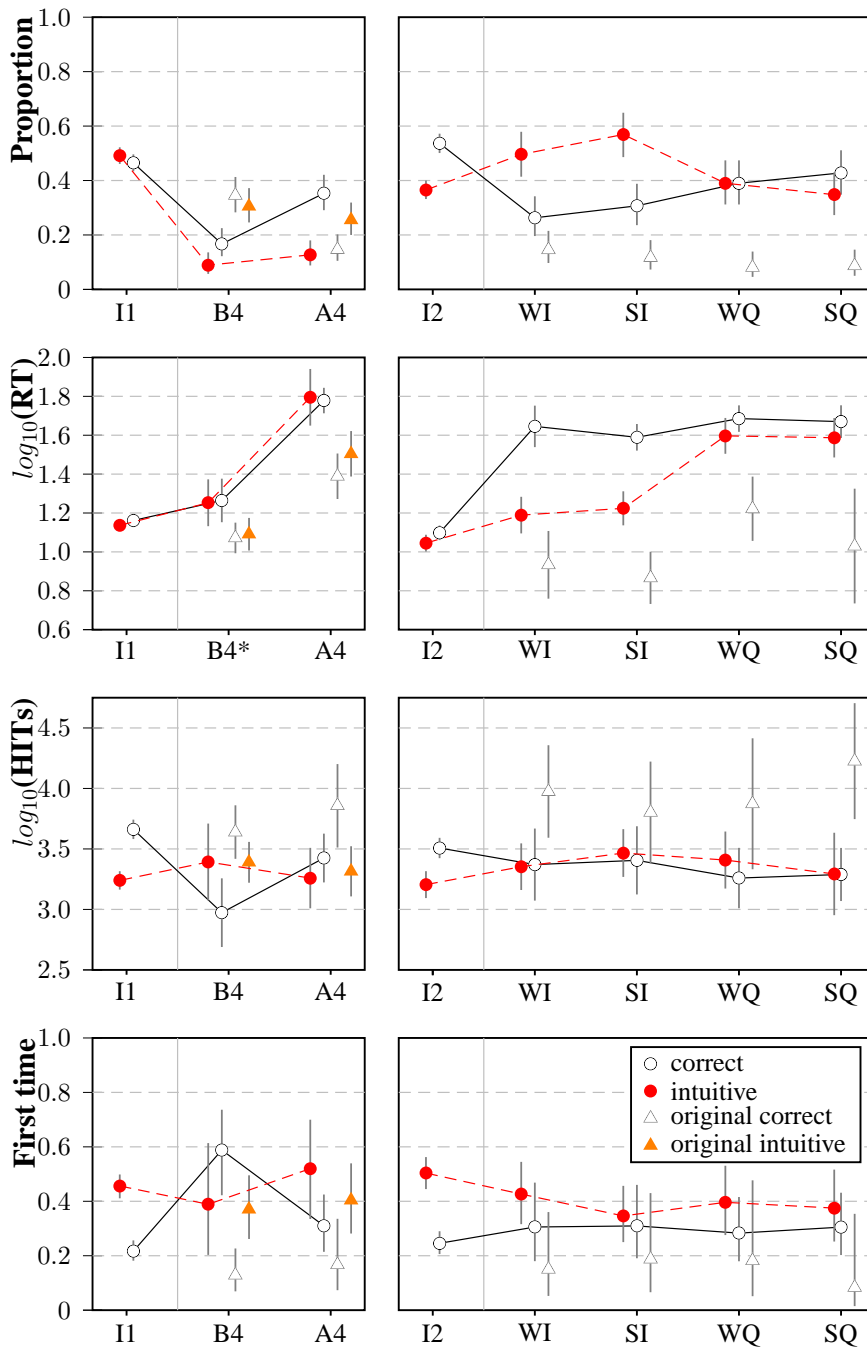 Proportion
1.0
0.8
0.6
0.4
0.2
0
I1 B4 A4
I2 WI SI WQ SQ
log10(RT)
2.0
1.8
1.6
1.4
1.2
1.0
0.8
0.6
I1 B4* A4
I2 WI SI WQ SQ
log10(HITs)
4.5
4.0
3.5
3.0
2.5
I1 B4 A4
I2 WI SI WQ SQ
First time
1.0
0.8
0.6
0.4
0.2
0
correct
intuitive
original correct
original intuitive
I1 B4 A4
I2 WI SI WQ SQ